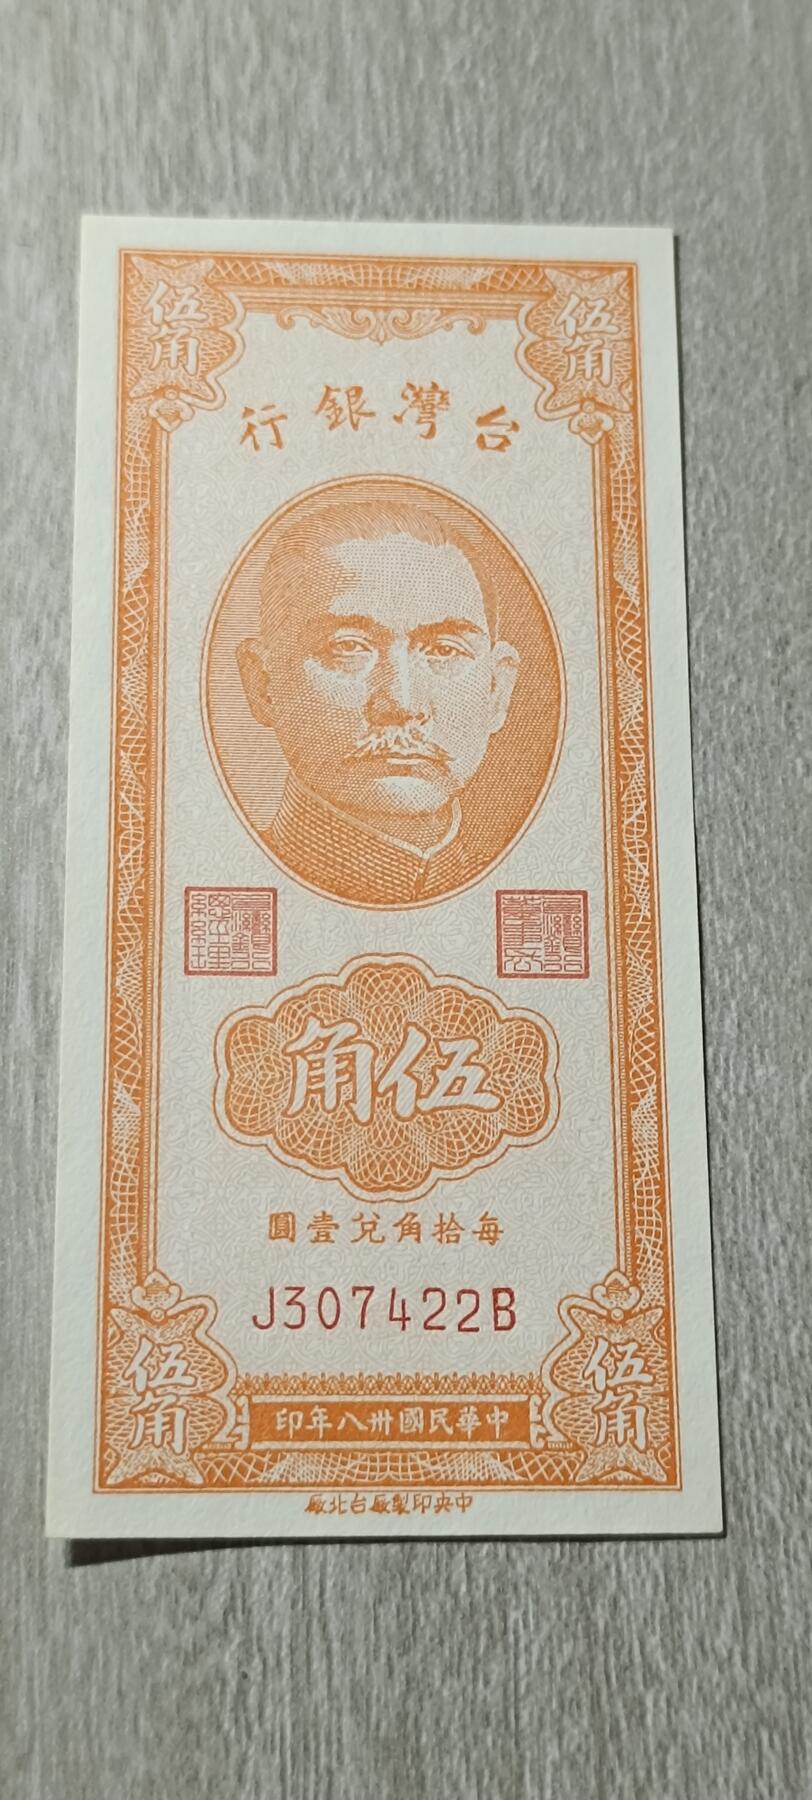 伍角
伍角
台灣銀行
伍角
每拾角兌壹圓
J307422B
伍角
伍角
中華民國卅八年印
中央印製廠台北廠